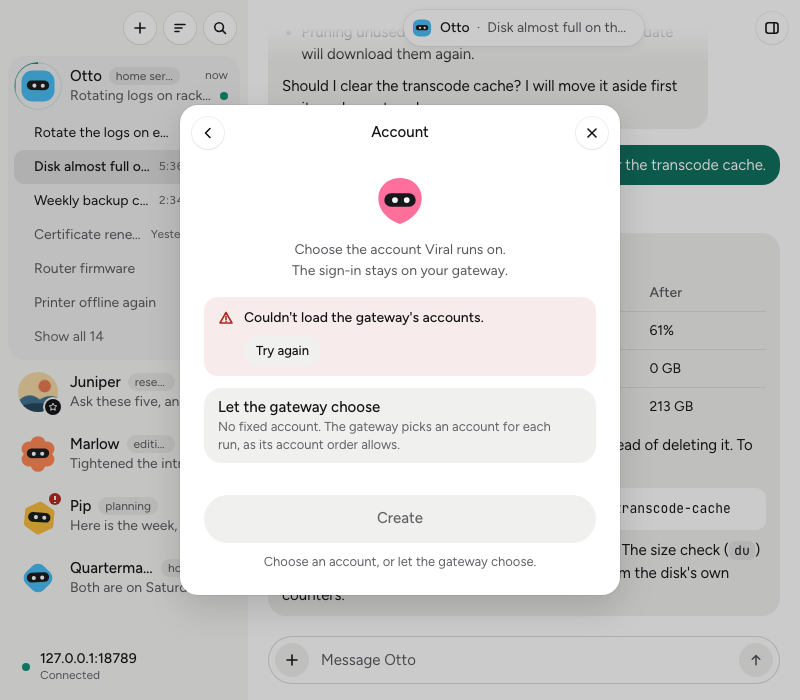 Otto · Disk almost full on th...
Otto home ser... now
Rotating logs on rack...
Rotate the logs on e...
Disk almost full o... 5:36
Weekly backup c... 2:34
Certificate rene... Yeste
Router firmware
Printer offline again
Show all 14
Juniper rese...
Ask these five, an
Marlow editi...
Tightened the intr
Pip planning
Here is the week,
Quarterma... ho
Both are on Saturd
127.0.0.1:18789
Connected
will download them again.
Should I clear the transcode cache? I will move it aside first
the transcode cache.
After
61%
0 GB
213 GB
ead of deleting it. To
transcode-cache
The size check (du)
m the disk's own
counters.
Message Otto
Account
Choose the account Viral runs on.
The sign-in stays on your gateway.
Couldn't load the gateway's accounts.
Try again
Let the gateway choose
No fixed account. The gateway picks an account for each
run, as its account order allows.
Create
Choose an account, or let the gateway choose.